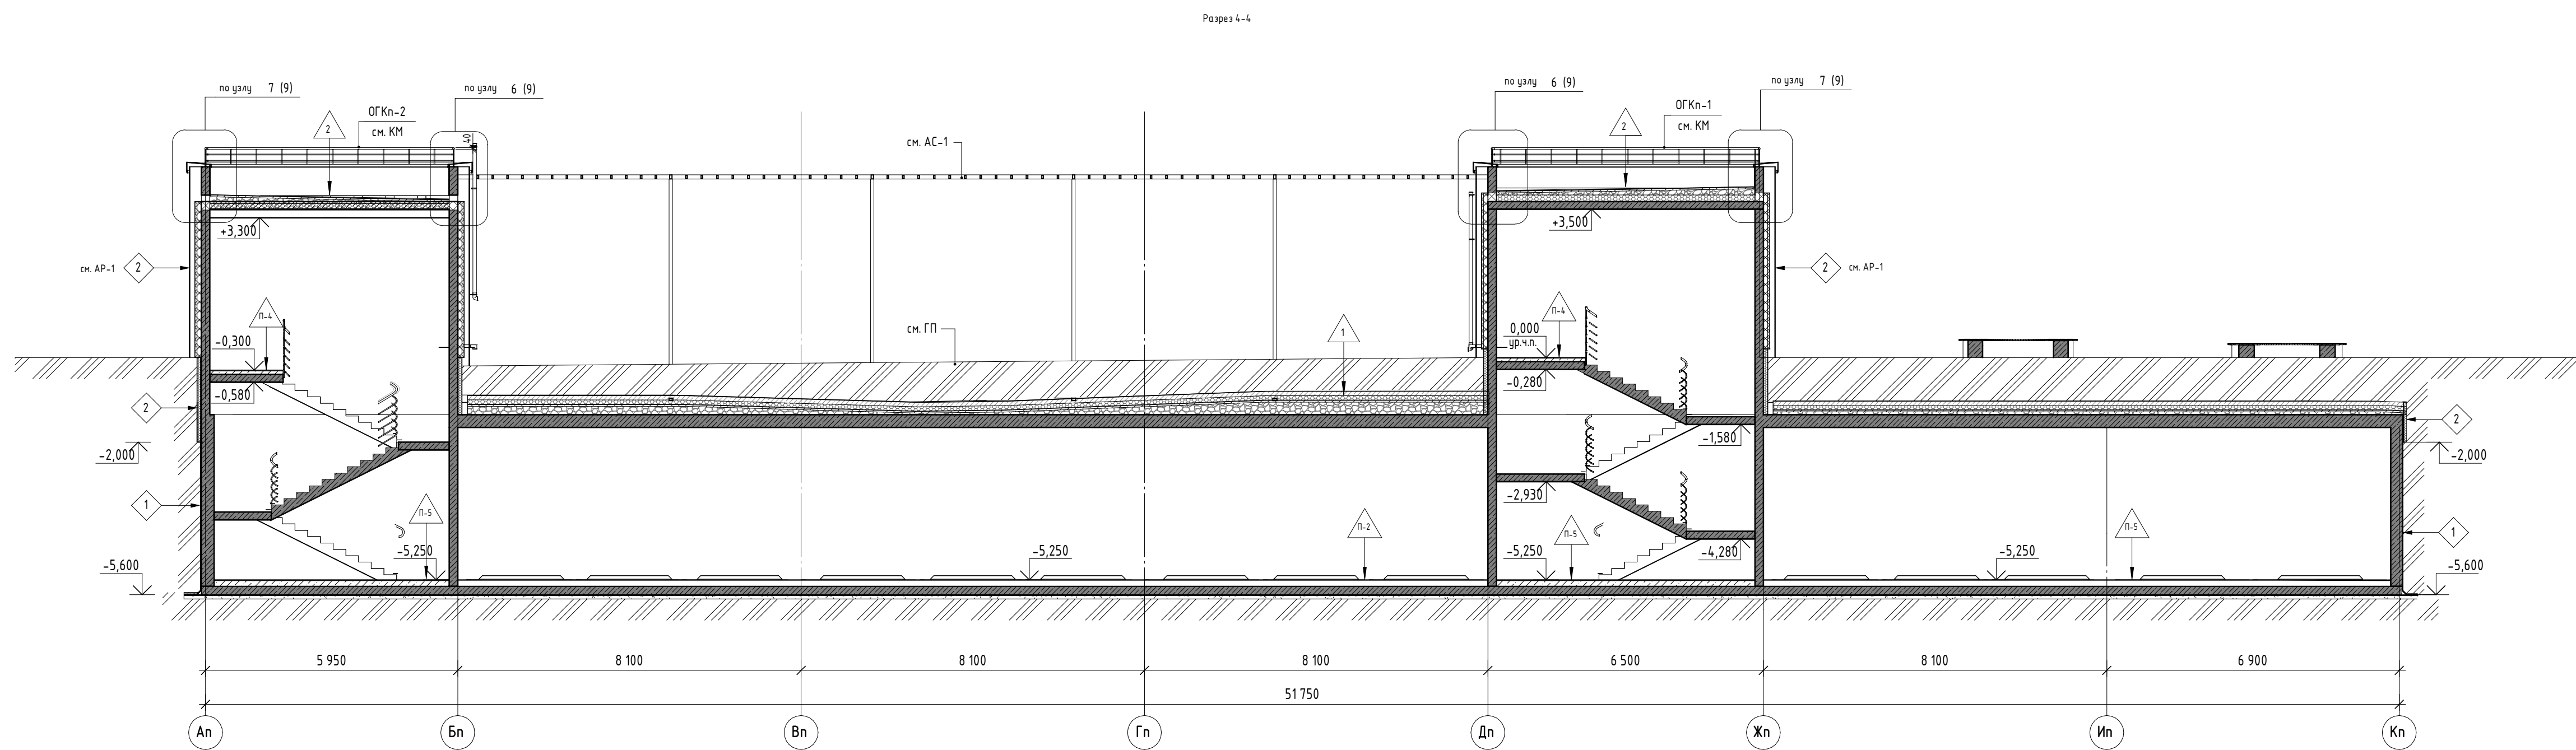 Разрез 4-4
по узлу 7 (9)
по узлу 6 (9)
по узлу 6 (9)
по узлу 7 (9)
ОГКп-2
см. КМ
2
40
см. АС-1
ОГКп-1
см. КМ
2
+3,300
+3,500
см. АР-1 2
2 см. АР-1
П-4
-0,300
-0,580
см. ГП
1
П-4
0,000
ур.ч.п.
-0,280
2
-2,000
-1,580
2
-2,000
1
П-5
-5,250
-5,250
П-2
-2,930
П-5
-5,250
-4,280
-5,250
П-5
1
-5,600
-5,600
5 950
8 100
8 100
8 100
6 500
8 100
6 900
51 750
Ап
Бп
Вп
Гп
Дп
Жп
Ип
Кп